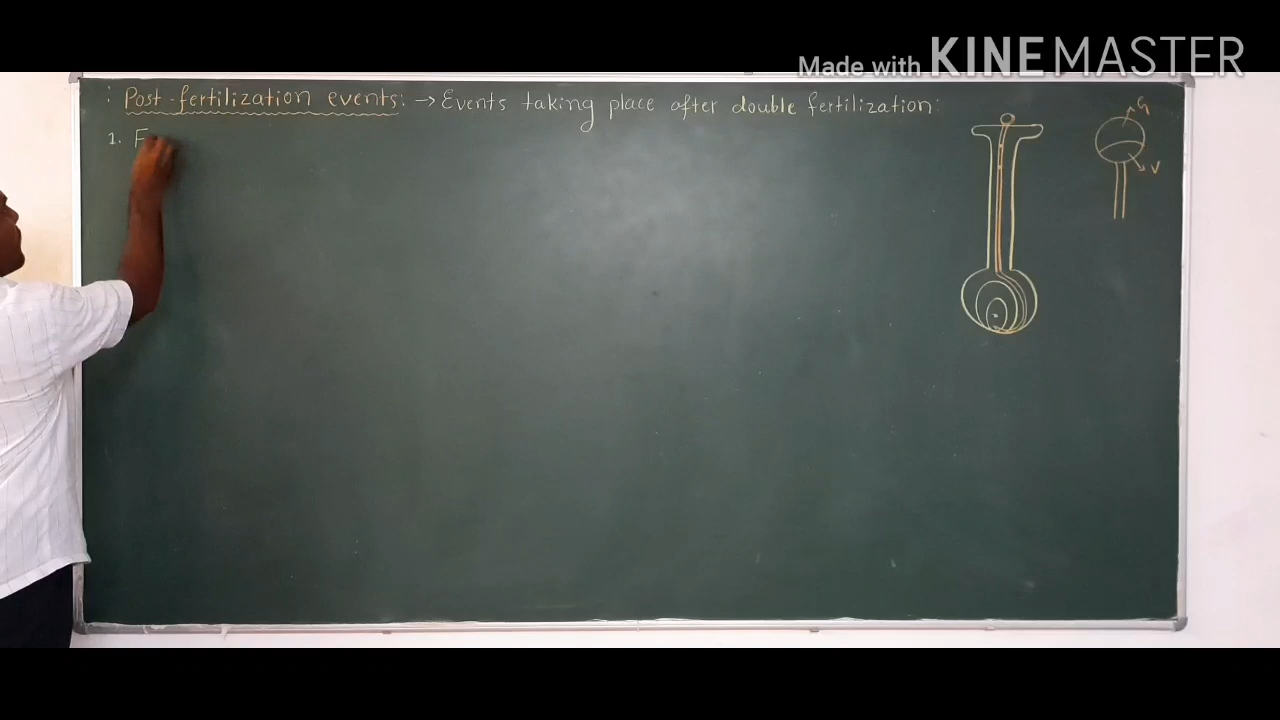 Made with KINEMASTER
: Post-fertilization events: → Events taking place after double fertilization:
1. F
G
V